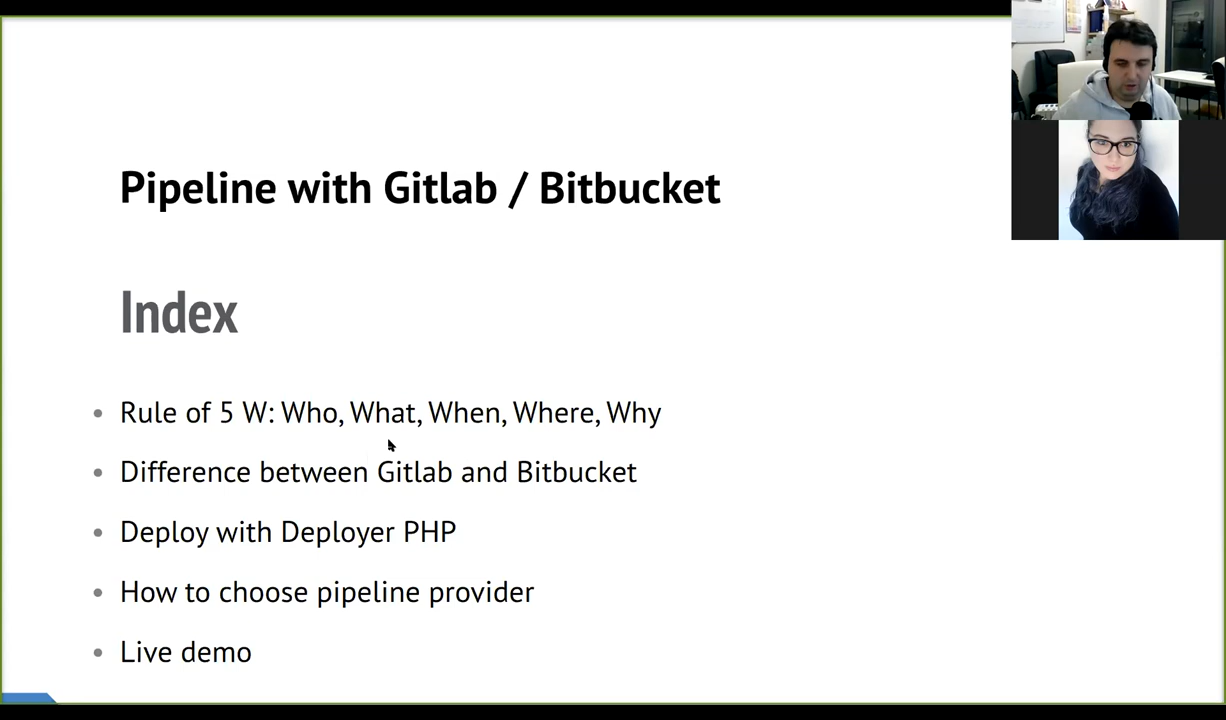 Pipeline with Gitlab / Bitbucket
Index
Rule of 5 W: Who, What, When, Where, Why
Difference between Gitlab and Bitbucket
Deploy with Deployer PHP
How to choose pipeline provider
Live demo